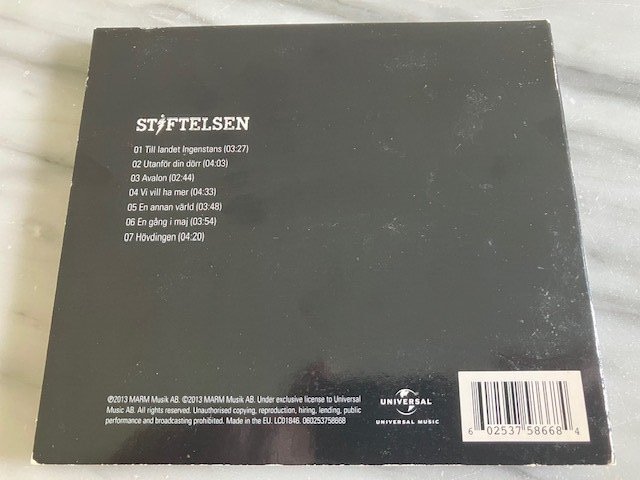 STIFTELSEN
01 Till landet Ingenstans (03:27)
02 Utanför din dörr (04:03)
03 Avalon (02:44)
04 Vi vill ha mer (04:33)
05 En annan värld (03:48)
06 En gång i maj (03:54)
07 Hövdingen (04:20)
℗2013 MARM Musik AB. ©2013 MARM Musik AB. Under exclusive license to Universal
Music AB. All rights reserved. Unauthorised copying, reproduction, hiring, lending, public
performance and broadcasting prohibited. Made in the EU. LC01846. 060253758668
UNIVERSAL
UNIVERSAL MUSIC
6 02537 58668 4